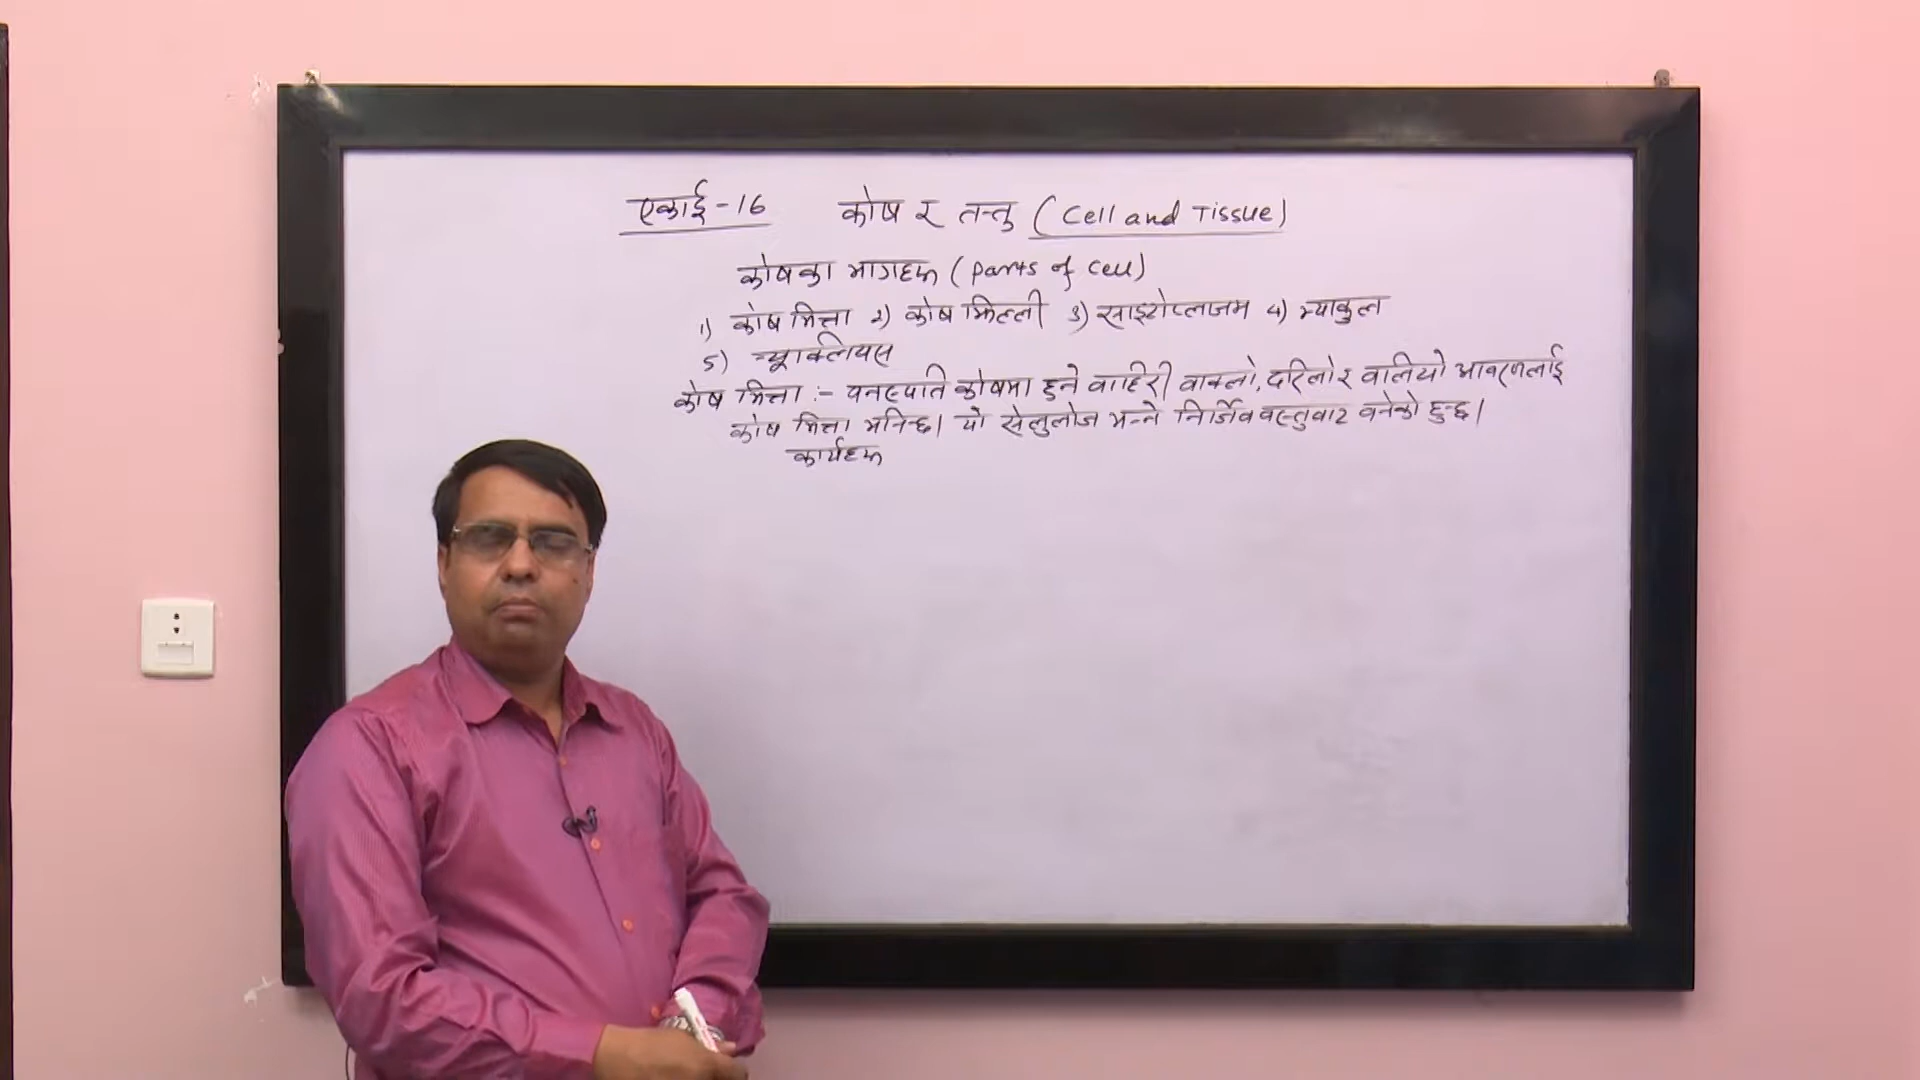 एकाई-16 कोष र तन्तु (Cell and Tissue)
कोषका भागहरू (Parts of Cell)
1) कोष भित्ता 2) कोष झिल्ली 3) साइटोप्लाजम 4) भ्याकुल
5) न्यूक्लियस
कोष भित्ता :- वनस्पति कोषमा हुने बाहिरी बाक्लो, दरिलो र बलियो आवरणलाई
कोष भित्ता भनिन्छ। यो सेलुलोज भन्ने निर्जिव वस्तुबाट बनेको हुन्छ।
कार्यहरू